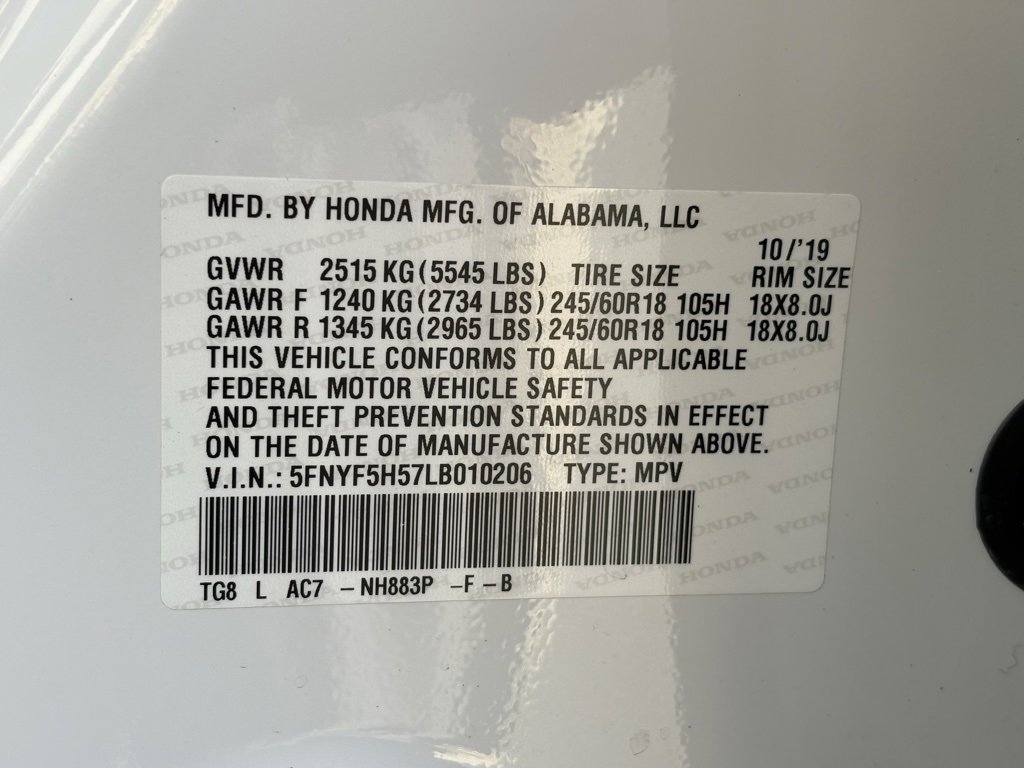 MFD. BY HONDA MFG. OF ALABAMA, LLC
10/'19
GVWR 2515 KG (5545 LBS) TIRE SIZE RIM SIZE
GAWR F 1240 KG (2734 LBS) 245/60R18 105H 18X8.0J
GAWR R 1345 KG (2965 LBS) 245/60R18 105H 18X8.0J
THIS VEHICLE CONFORMS TO ALL APPLICABLE
FEDERAL MOTOR VEHICLE SAFETY
AND THEFT PREVENTION STANDARDS IN EFFECT
ON THE DATE OF MANUFACTURE SHOWN ABOVE.
V.I.N.: 5FNYF5H57LB010206 TYPE: MPV
TG8 L AC7 – NH883P – F – B